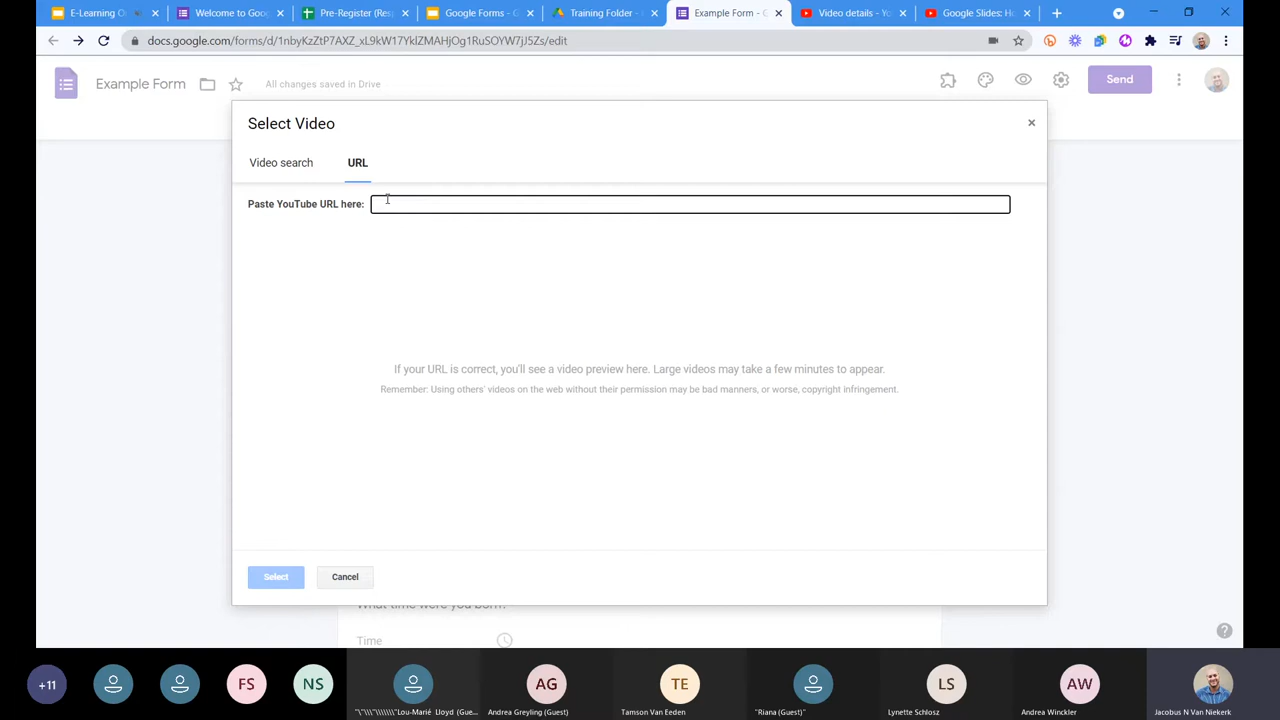 E-Learning O
Welcome to Goo
Pre-Register (Res
Google Forms - G
Training Folder -
Example Form - G
Video details - Yo
Google Slides: Ho
docs.google.com/forms/d/1nbyKzZtP7AXZ_xL9kW17YkIZMAHjOg1RuSOYW7jJ5Zs/edit
Example Form
All changes saved in Drive
Send
Select Video
Video search
URL
Paste YouTube URL here:
If your URL is correct, you'll see a video preview here. Large videos may take a few minutes to appear.
Remember: Using others' videos on the web without their permission may be bad manners, or worse, copyright infringement.
Select
Cancel
What time were you born?
Time
+11
FS
NS
AG
TE
LS
AW
"\"\\\"\\\\\\\"Lou-Marié Lloyd (Gue...
Andrea Greyling (Guest)
Tamson Van Eeden
"Riana (Guest)"
Lynette Schlosz
Andrea Winckler
Jacobus N Van Niekerk